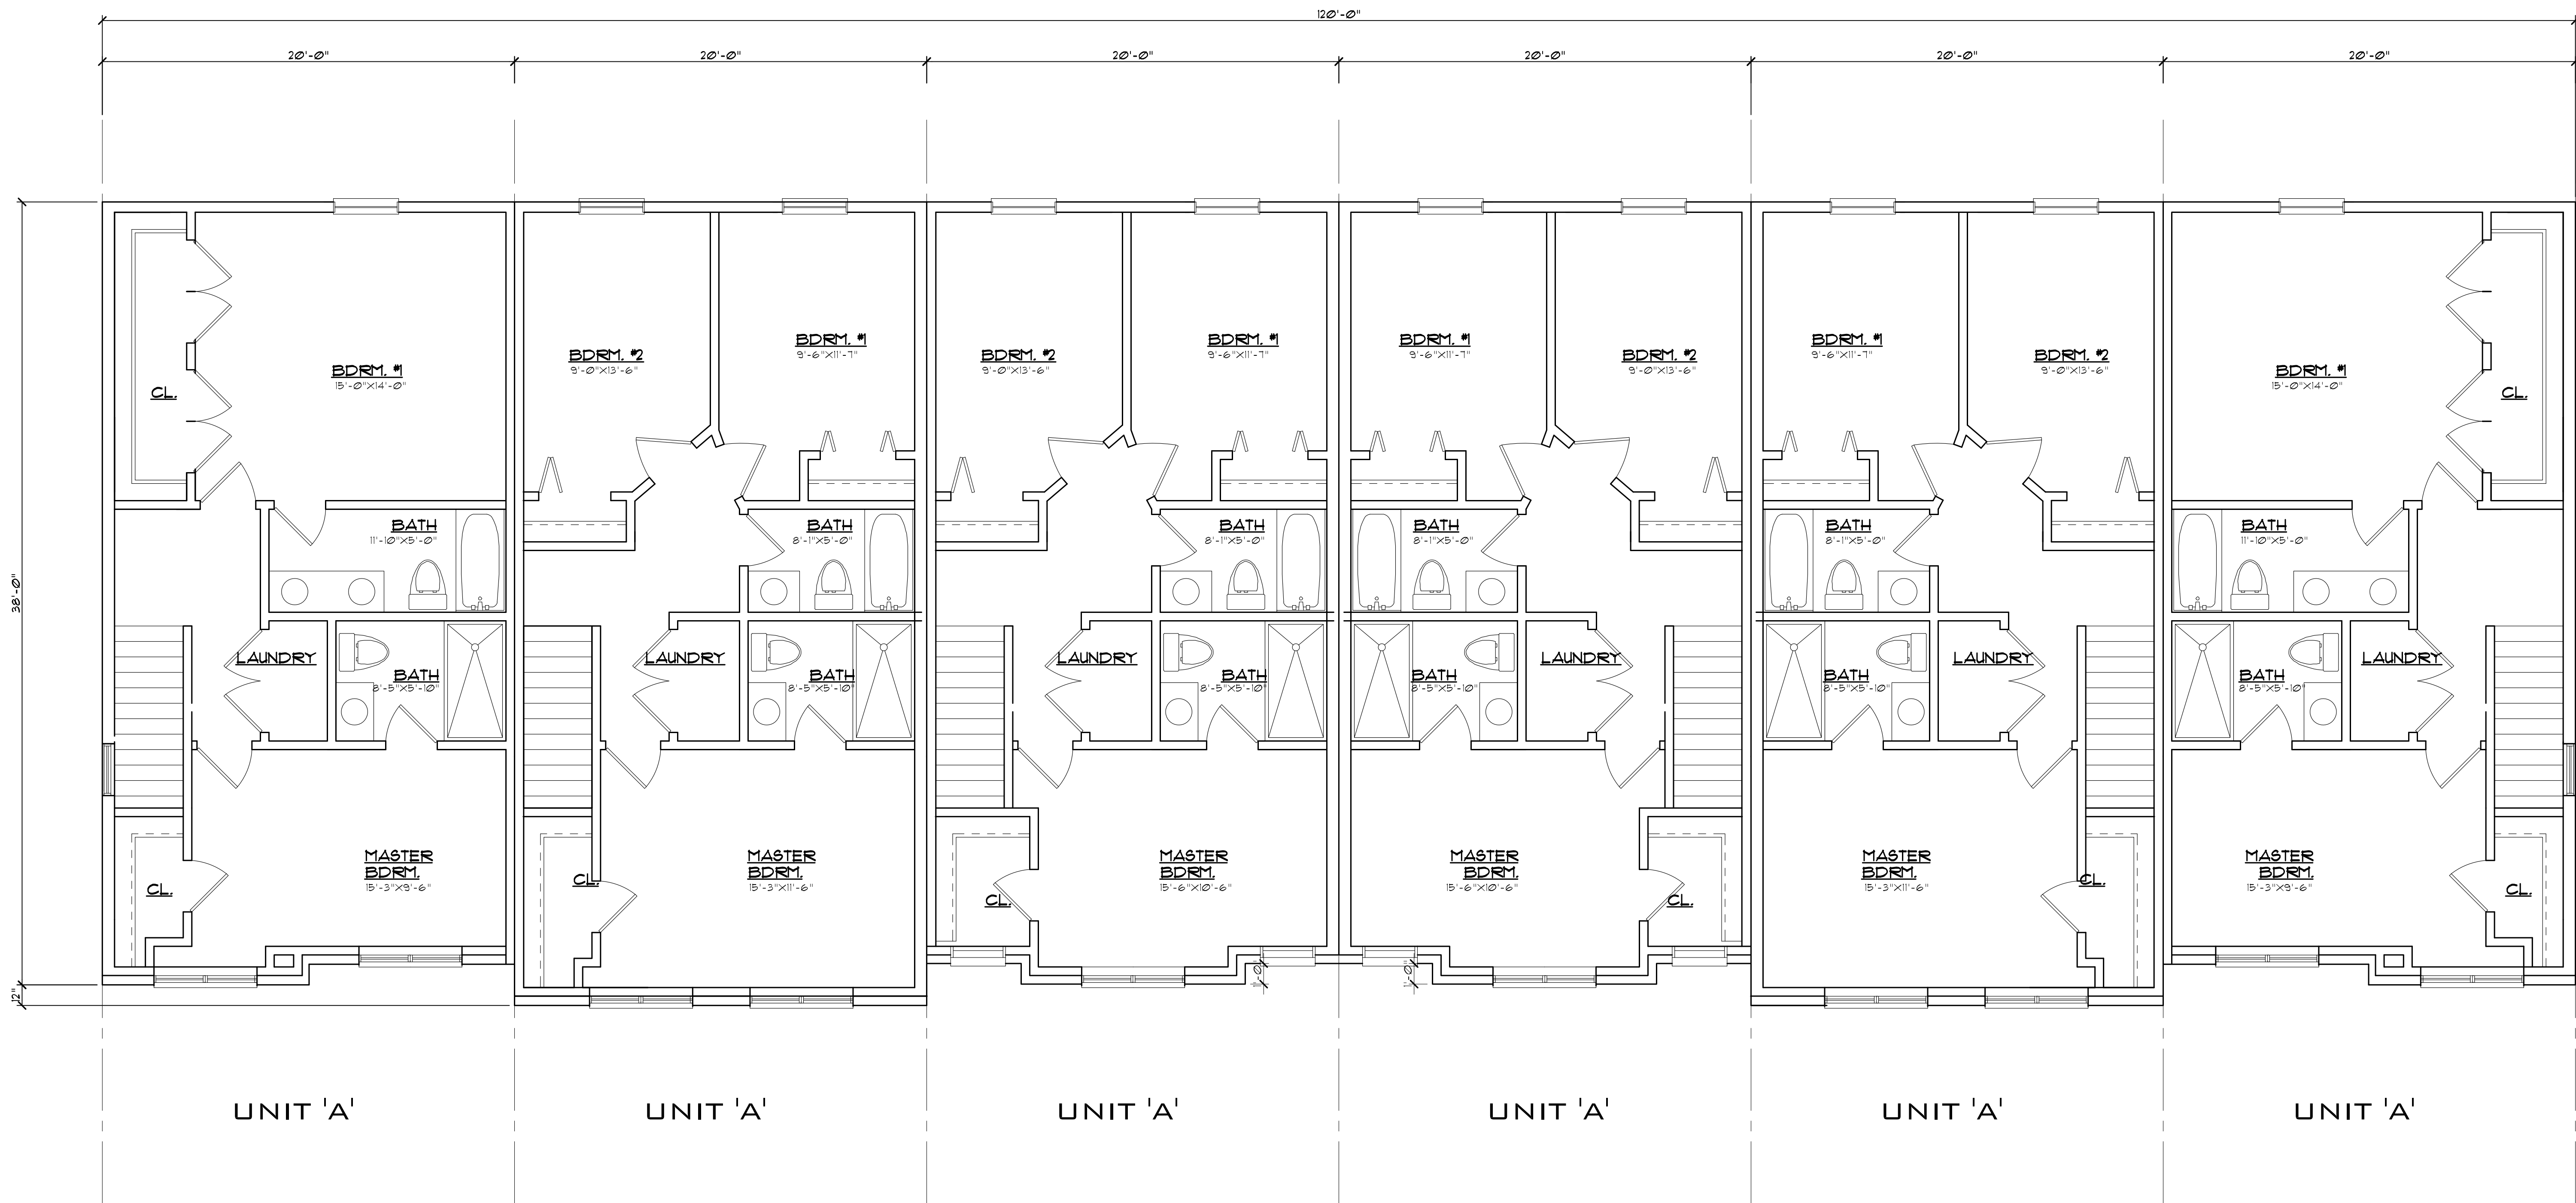 120'-0"
20'-0" 20'-0" 20'-0" 20'-0" 20'-0" 20'-0"
38'-0"
12"
BDRM. #1
15'-0"X14'-0"
CL.
BATH
11'-10"X5'-0"
LAUNDRY
BATH
8'-5"X5'-10"
MASTER
BDRM.
15'-3"X9'-6"
CL.
UNIT 'A'
BDRM. #2
9'-0"X13'-6"
BDRM. #1
9'-6"X11'-7"
BATH
8'-1"X5'-0"
LAUNDRY
BATH
8'-5"X5'-10"
MASTER
BDRM.
15'-3"X11'-6"
CL.
UNIT 'A'
BDRM. #2
9'-0"X13'-6"
BDRM. #1
9'-6"X11'-7"
BATH
8'-1"X5'-0"
LAUNDRY
BATH
8'-5"X5'-10"
MASTER
BDRM.
15'-6"X10'-6"
CL.
1'-0"
UNIT 'A'
BDRM. #1
9'-6"X11'-7"
BDRM. #2
9'-0"X13'-6"
BATH
8'-1"X5'-0"
BATH
8'-5"X5'-10"
LAUNDRY
MASTER
BDRM.
15'-6"X10'-6"
CL.
1'-0"
UNIT 'A'
BDRM. #1
9'-6"X11'-7"
BDRM. #2
9'-0"X13'-6"
BATH
8'-1"X5'-0"
BATH
8'-5"X5'-10"
LAUNDRY
MASTER
BDRM.
15'-3"X11'-6"
CL.
UNIT 'A'
BDRM. #1
15'-0"X14'-0"
CL.
BATH
11'-10"X5'-0"
BATH
8'-5"X5'-10"
LAUNDRY
MASTER
BDRM.
15'-3"X9'-6"
CL.
UNIT 'A'